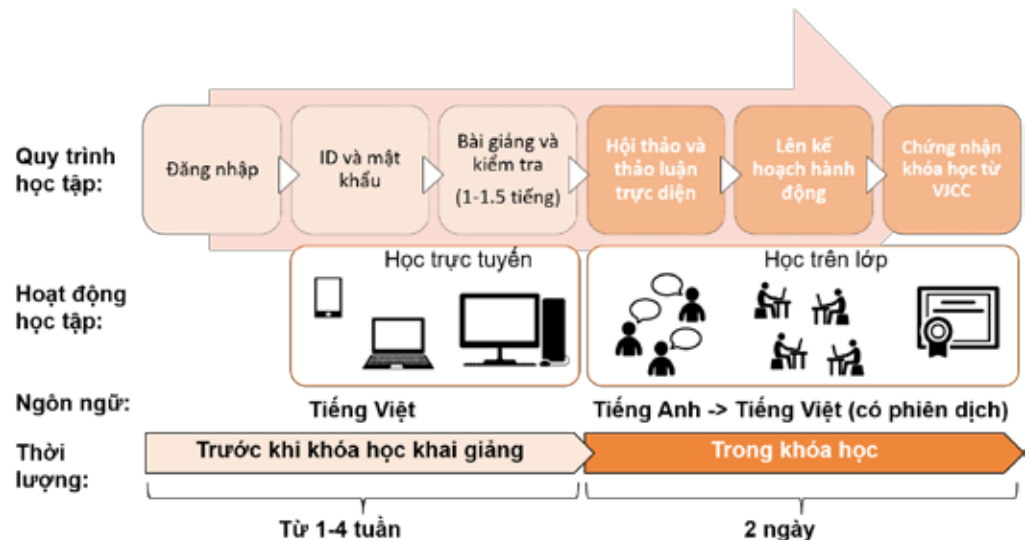 Quy trình
học tập:
Đăng nhập
ID và mật
khẩu
Bài giảng và
kiểm tra
(1-1.5 tiếng)
Hội thảo và
thảo luận
trực diện
Lên kế
hoạch hành
động
Chứng nhận
khóa học từ
VJCC
Hoạt động
học tập:
Học trực tuyến
Học trên lớp
Ngôn ngữ:
Tiếng Việt
Tiếng Anh -> Tiếng Việt (có phiên dịch)
Thời
lượng:
Trước khi khóa học khai giảng
Trong khóa học
Từ 1-4 tuần
2 ngày